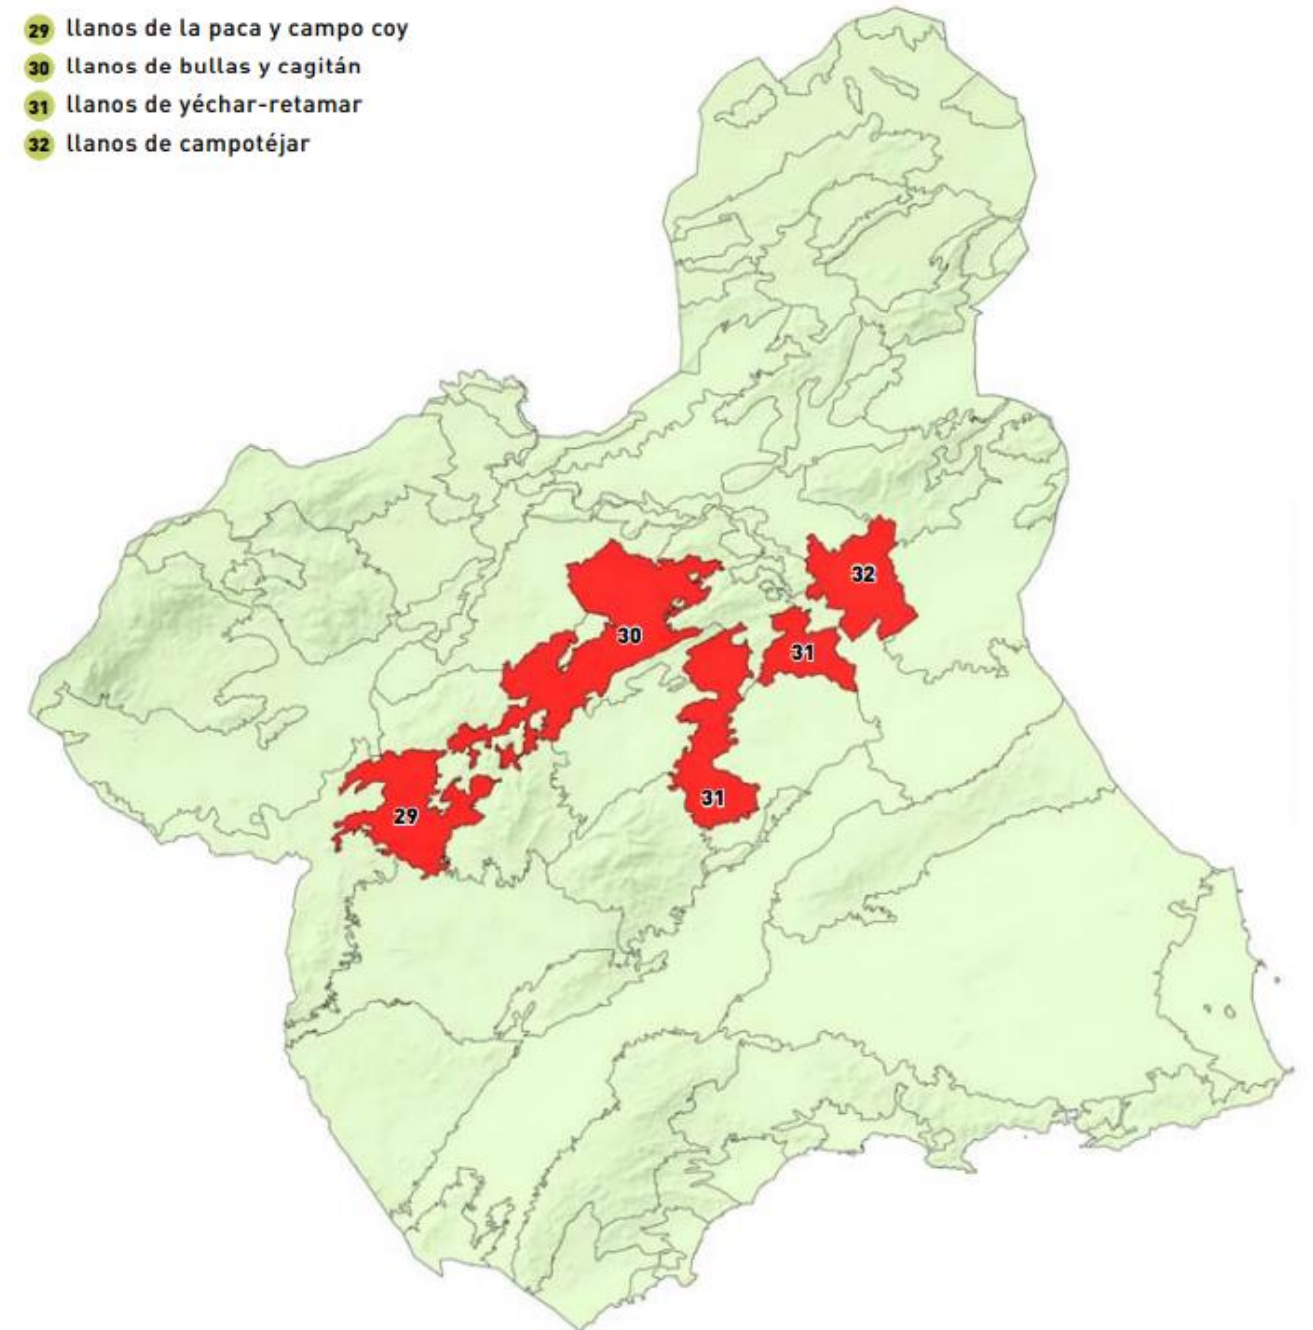 29 llanos de la paca y campo coy
30 llanos de bullas y cagitán
31 llanos de yéchar-retamar
32 llanos de campotéjar
32
30
31
31
29